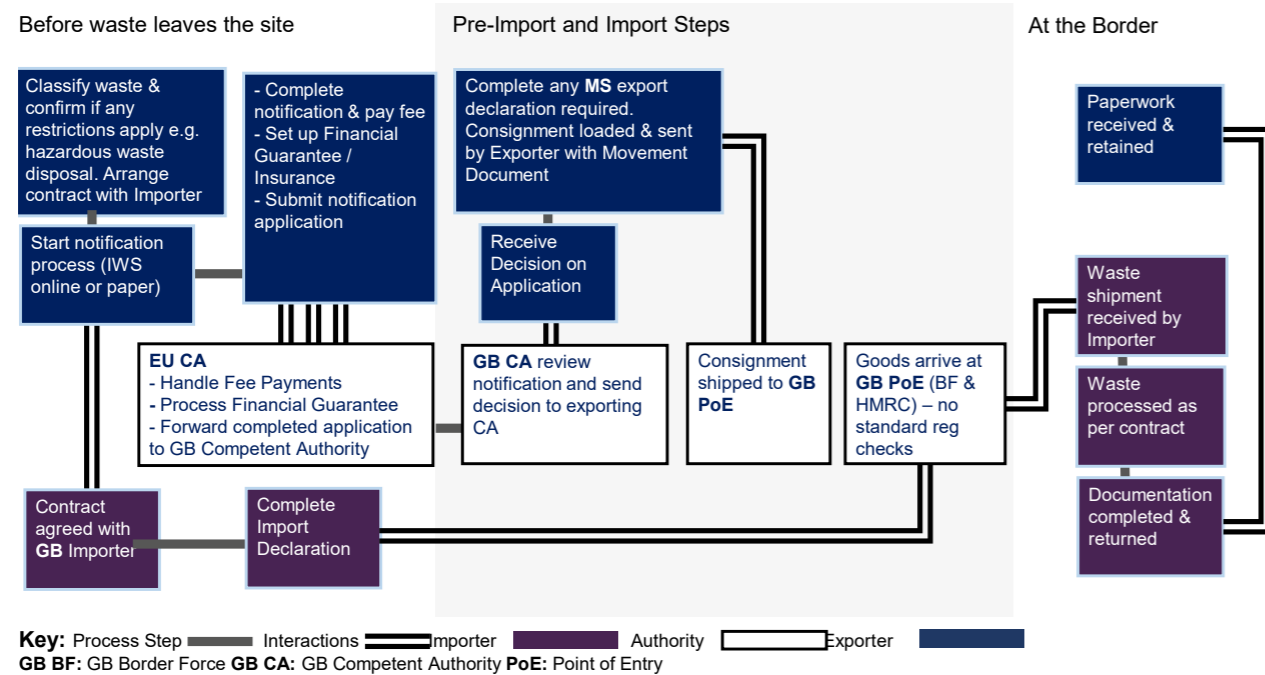 Before waste leaves the site
Pre-Import and Import Steps
At the Border
Classify waste &
confirm if any
restrictions apply e.g.
hazardous waste
disposal. Arrange
contract with Importer
- Complete
notification & pay fee
- Set up Financial
Guarantee /
Insurance
- Submit notification
application
Start notification
process (IWS
online or paper)
EU CA
- Handle Fee Payments
- Process Financial Guarantee
- Forward completed application
to GB Competent Authority
Contract
agreed with
GB Importer
Complete
Import
Declaration
Complete any MS export
declaration required.
Consignment loaded & sent
by Exporter with Movement
Document
Receive
Decision on
Application
GB CA review
notification and send
decision to exporting
CA
Consignment
shipped to GB
PoE
Goods arrive at
GB PoE (BF &
HMRC) – no
standard reg
checks
Paperwork
received &
retained
Waste
shipment
received by
Importer
Waste
processed as
per contract
Documentation
completed &
returned
Key: Process Step Interactions Importer Authority Exporter
GB BF: GB Border Force GB CA: GB Competent Authority PoE: Point of Entry